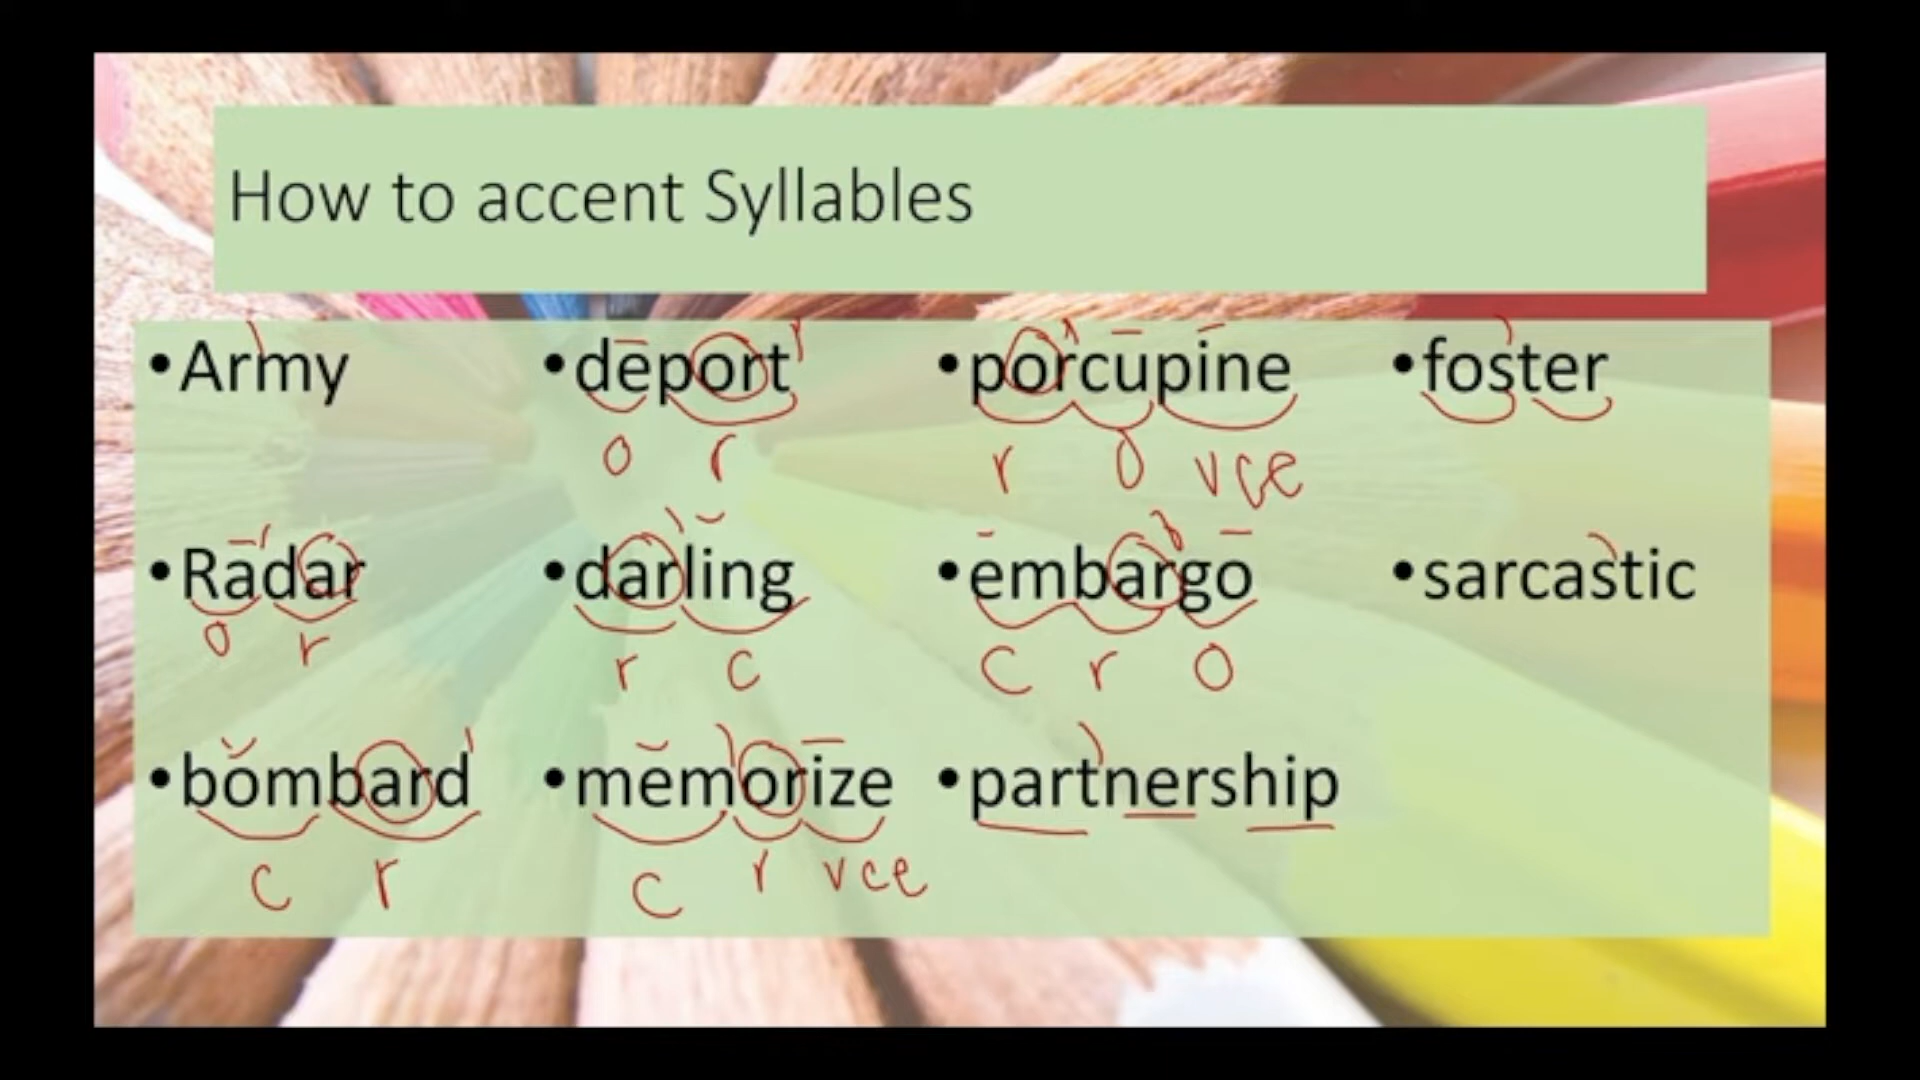 How to accent Syllables
•Army •deport •porcupine •foster
o r r o vce
•Radar •darling •embargo •sarcastic
o r r c c r o
•bombard •memorize •partnership
c r c r vce